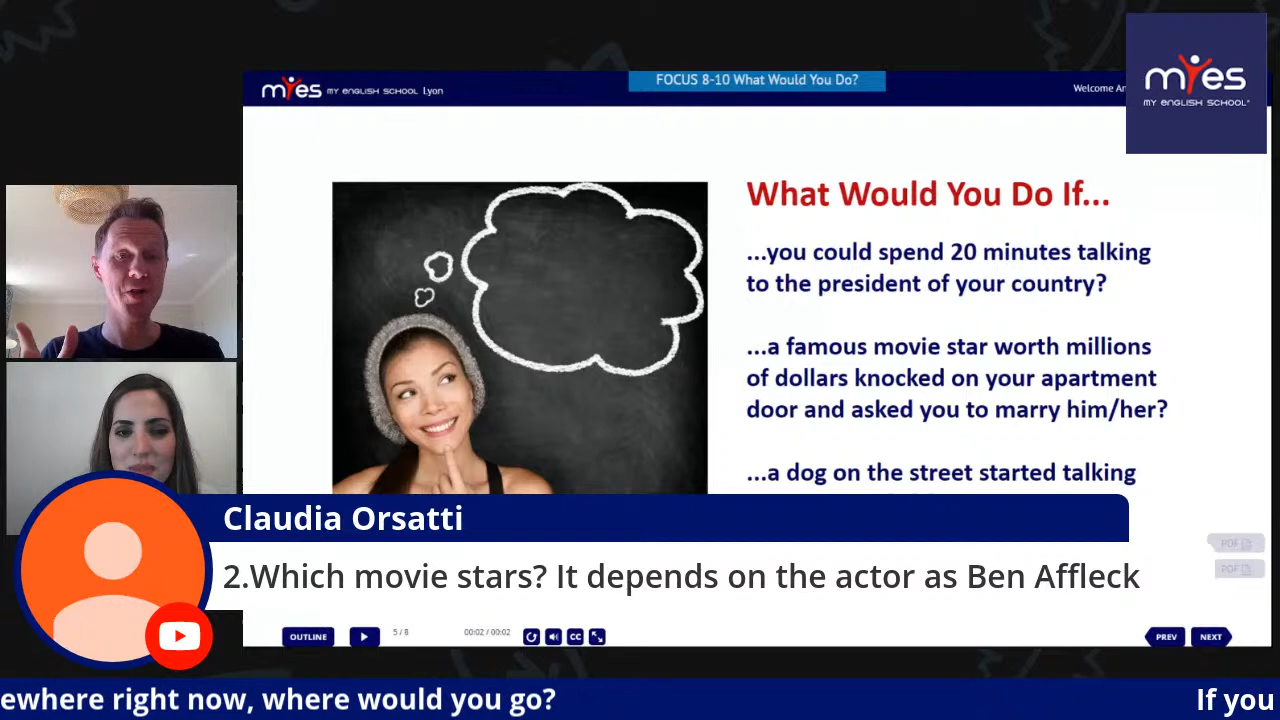 myes MY ENGLISH SCHOOL Lyon
FOCUS 8-10 What Would You Do?
Welcome
myes
MY ENGLISH SCHOOL
What Would You Do If...
...you could spend 20 minutes talking
to the president of your country?
...a famous movie star worth millions
of dollars knocked on your apartment
door and asked you to marry him/her?
...a dog on the street started talking
Claudia Orsatti
2.Which movie stars? It depends on the actor as Ben Affleck
PDF
PDF
OUTLINE
5 / 8
00:02 / 00:02
CC
PREV
NEXT
ewhere right now, where would you go?
If you